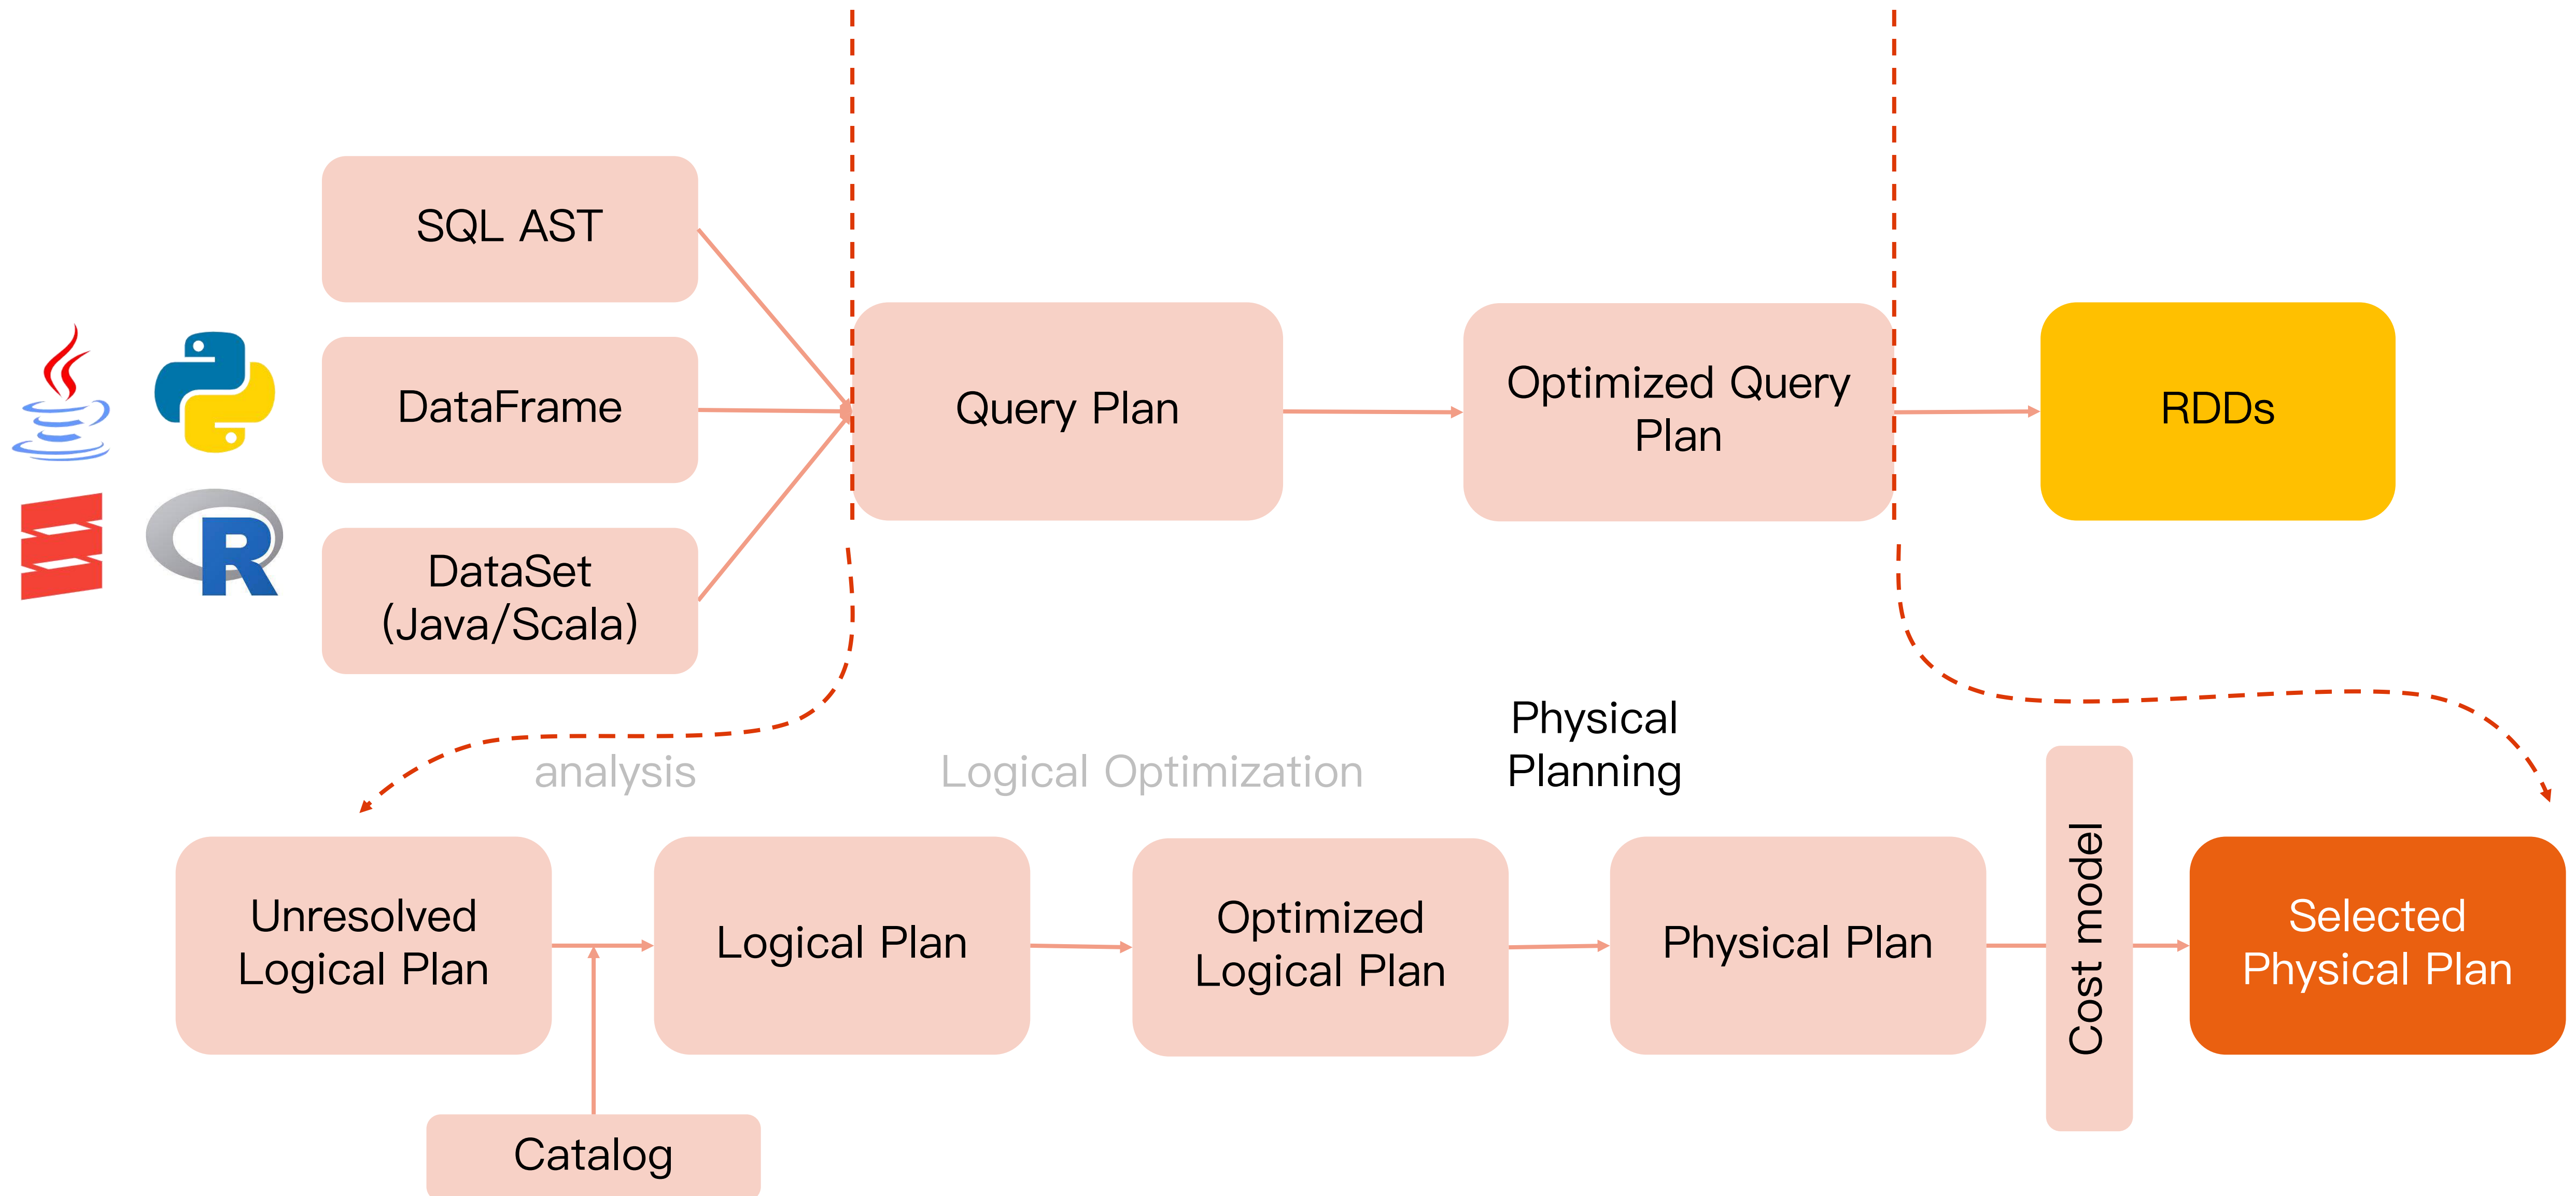 SQL AST
DataFrame
DataSet
(Java/Scala)
R
Query Plan
Optimized Query
Plan
RDDs
analysis
Logical Optimization
Physical
Planning
Unresolved
Logical Plan
Logical Plan
Optimized
Logical Plan
Physical Plan
Cost model
Selected
Physical Plan
Catalog